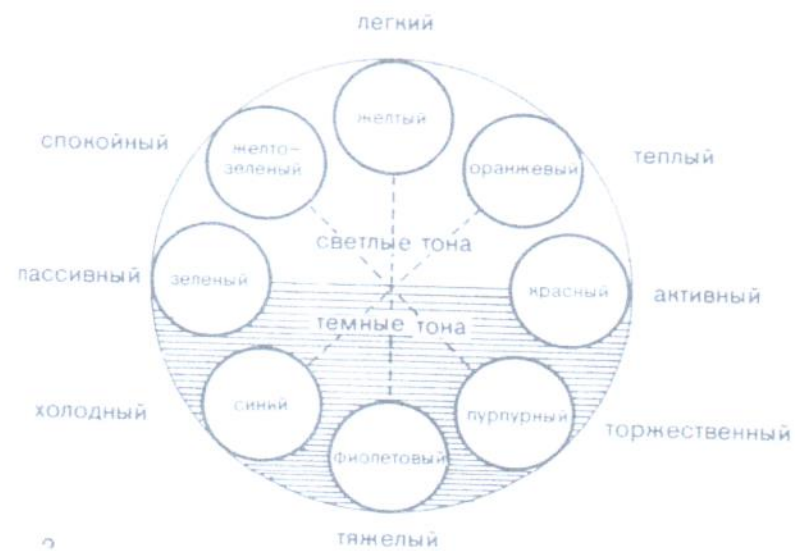 легкий
желтый
спокойный
желто-
зеленый
оранжевый
теплый
светлые тона
пассивный
зеленый
красный
активный
темные тона
холодный
синий
пурпурный
торжественный
фиолетовый
тяжелый